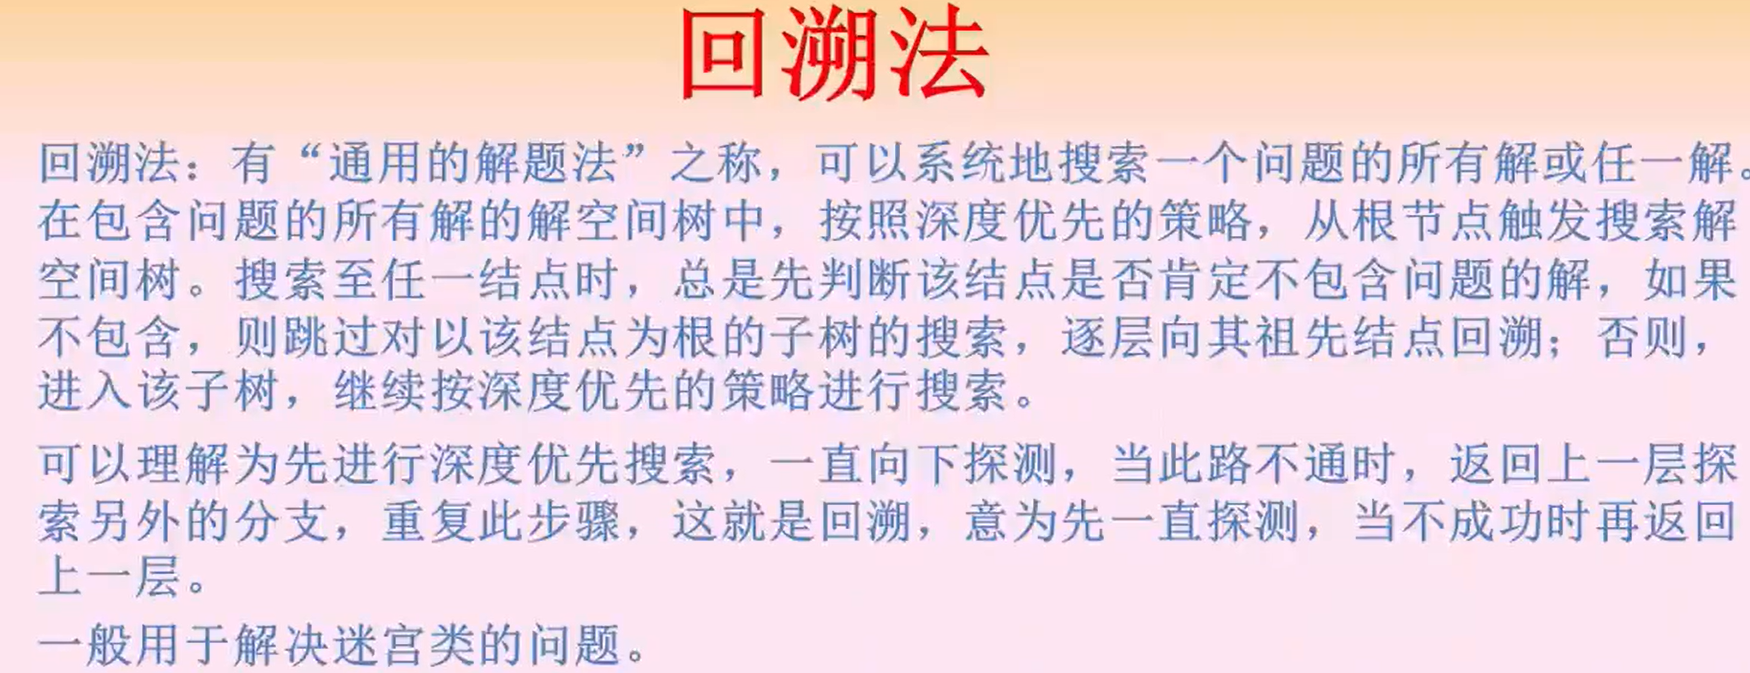 回溯法
回溯法：有“通用的解题法”之称，可以系统地搜索一个问题的所有解或任一解。
在包含问题的所有解的解空间树中，按照深度优先的策略，从根节点触发搜索解
空间树。搜索至任一结点时，总是先判断该结点是否肯定不包含问题的解，如果
不包含，则跳过对以该结点为根的子树的搜索，逐层向其祖先结点回溯；否则，
进入该子树，继续按深度优先的策略进行搜索。
可以理解为先进行深度优先搜索，一直向下探测，当此路不通时，返回上一层探
索另外的分支，重复此步骤，这就是回溯，意为先一直探测，当不成功时再返回
上一层。
一般用于解决迷宫类的问题。